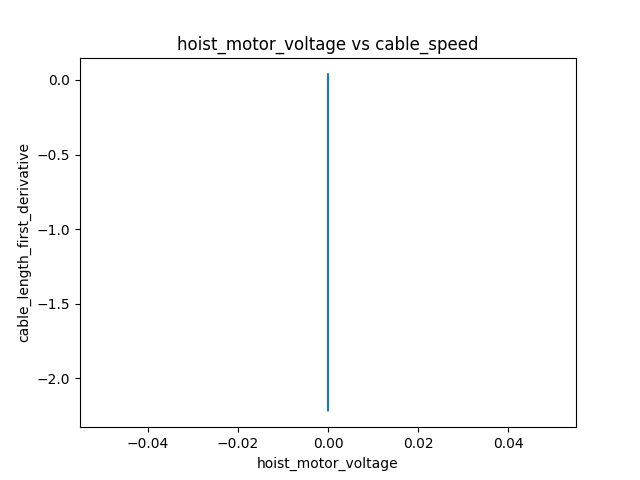 hoist_motor_voltage vs cable_speed
0.0
−0.5
−1.0
−1.5
−2.0
cable_length_first_derivative
−0.04 −0.02 0.00 0.02 0.04
hoist_motor_voltage